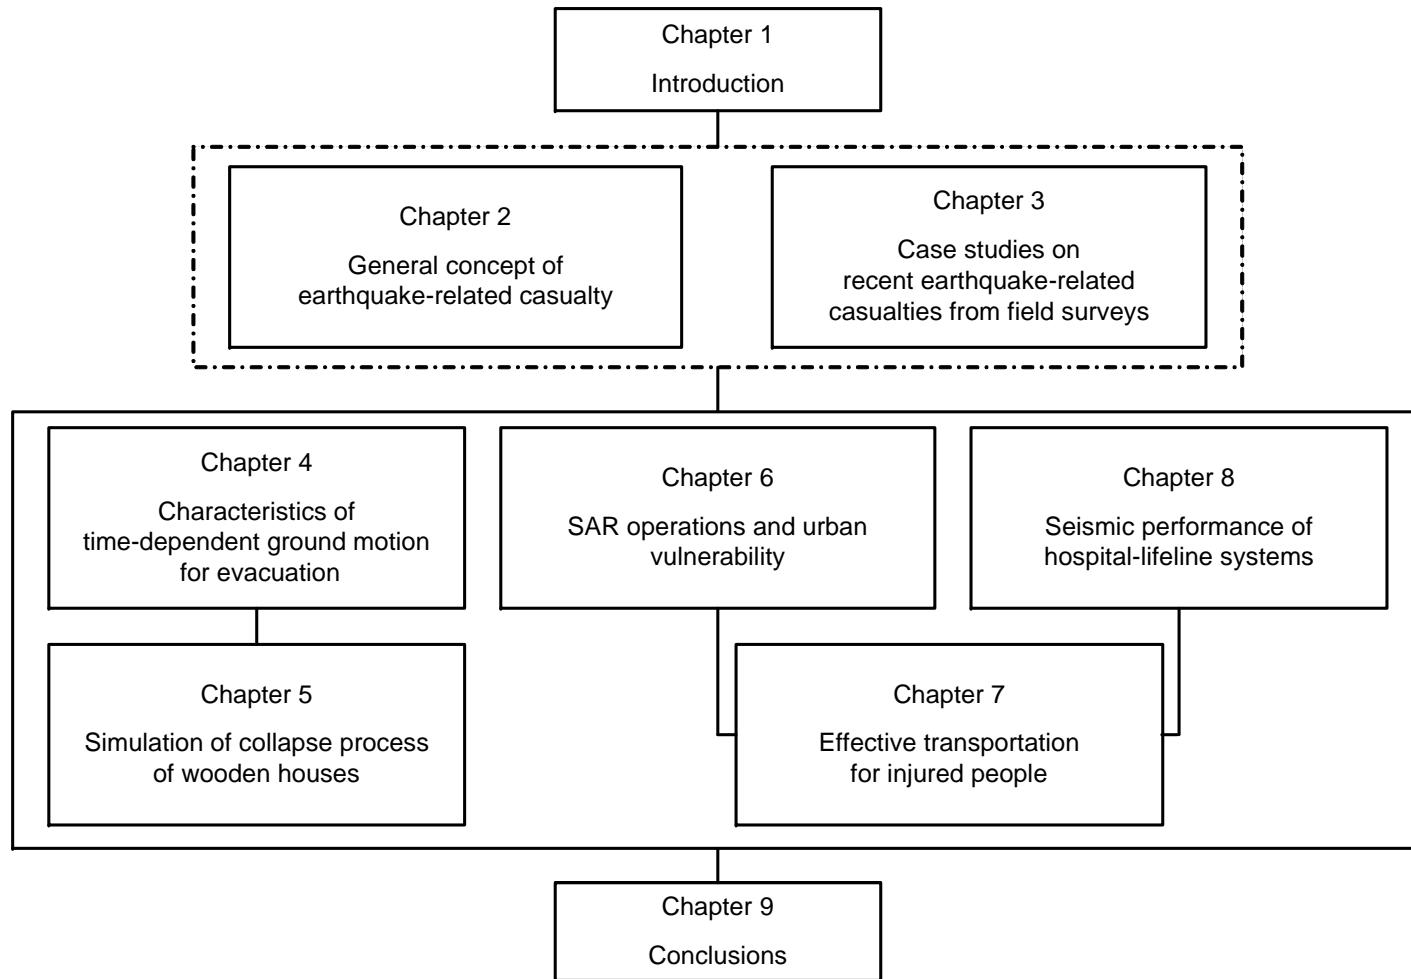 Chapter 1
Introduction
Chapter 2
General concept of
earthquake-related casualty
Chapter 3
Case studies on
recent earthquake-related
casualties from field surveys
Chapter 4
Characteristics of
time-dependent ground motion
for evacuation
Chapter 6
SAR operations and urban
vulnerability
Chapter 8
Seismic performance of
hospital-lifeline systems
Chapter 5
Simulation of collapse process
of wooden houses
Chapter 7
Effective transportation
for injured people
Chapter 9
Conclusions